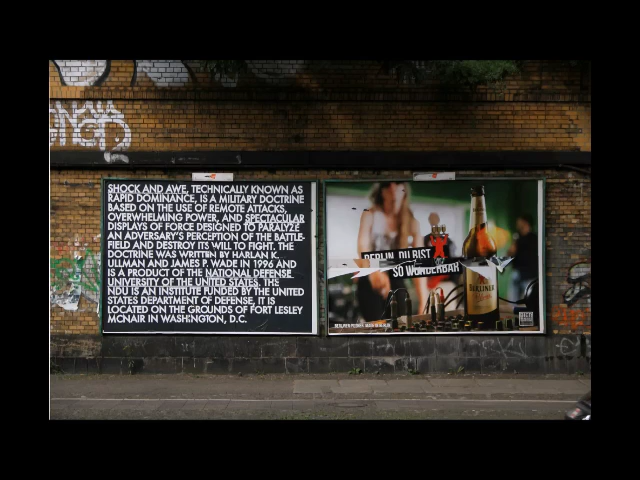 SHOCK AND AWE, TECHNICALLY KNOWN AS
RAPID DOMINANCE, IS A MILITARY DOCTRINE
BASED ON THE USE OF REMOTE ATTACKS,
OVERWHELMING POWER, AND SPECTACULAR
DISPLAYS OF FORCE DESIGNED TO PARALYZE
AN ADVERSARY'S PERCEPTION OF THE BATTLE-
FIELD AND DESTROY ITS WILL TO FIGHT. THE
DOCTRINE WAS WRITTEN BY HARLAN K.
ULLMAN AND JAMES P. WADE IN 1996 AND
IS A PRODUCT OF THE NATIONAL DEFENSE
UNIVERSITY OF THE UNITED STATES. THE
NDU IS AN INSTITUTE FUNDED BY THE UNITED
STATES DEPARTMENT OF DEFENSE, IT IS
LOCATED ON THE GROUNDS OF FORT LESLEY
MCNAIR IN WASHINGTON, D.C.
BERLIN, DU BIST
SO WUNDERBAR
BERLINER